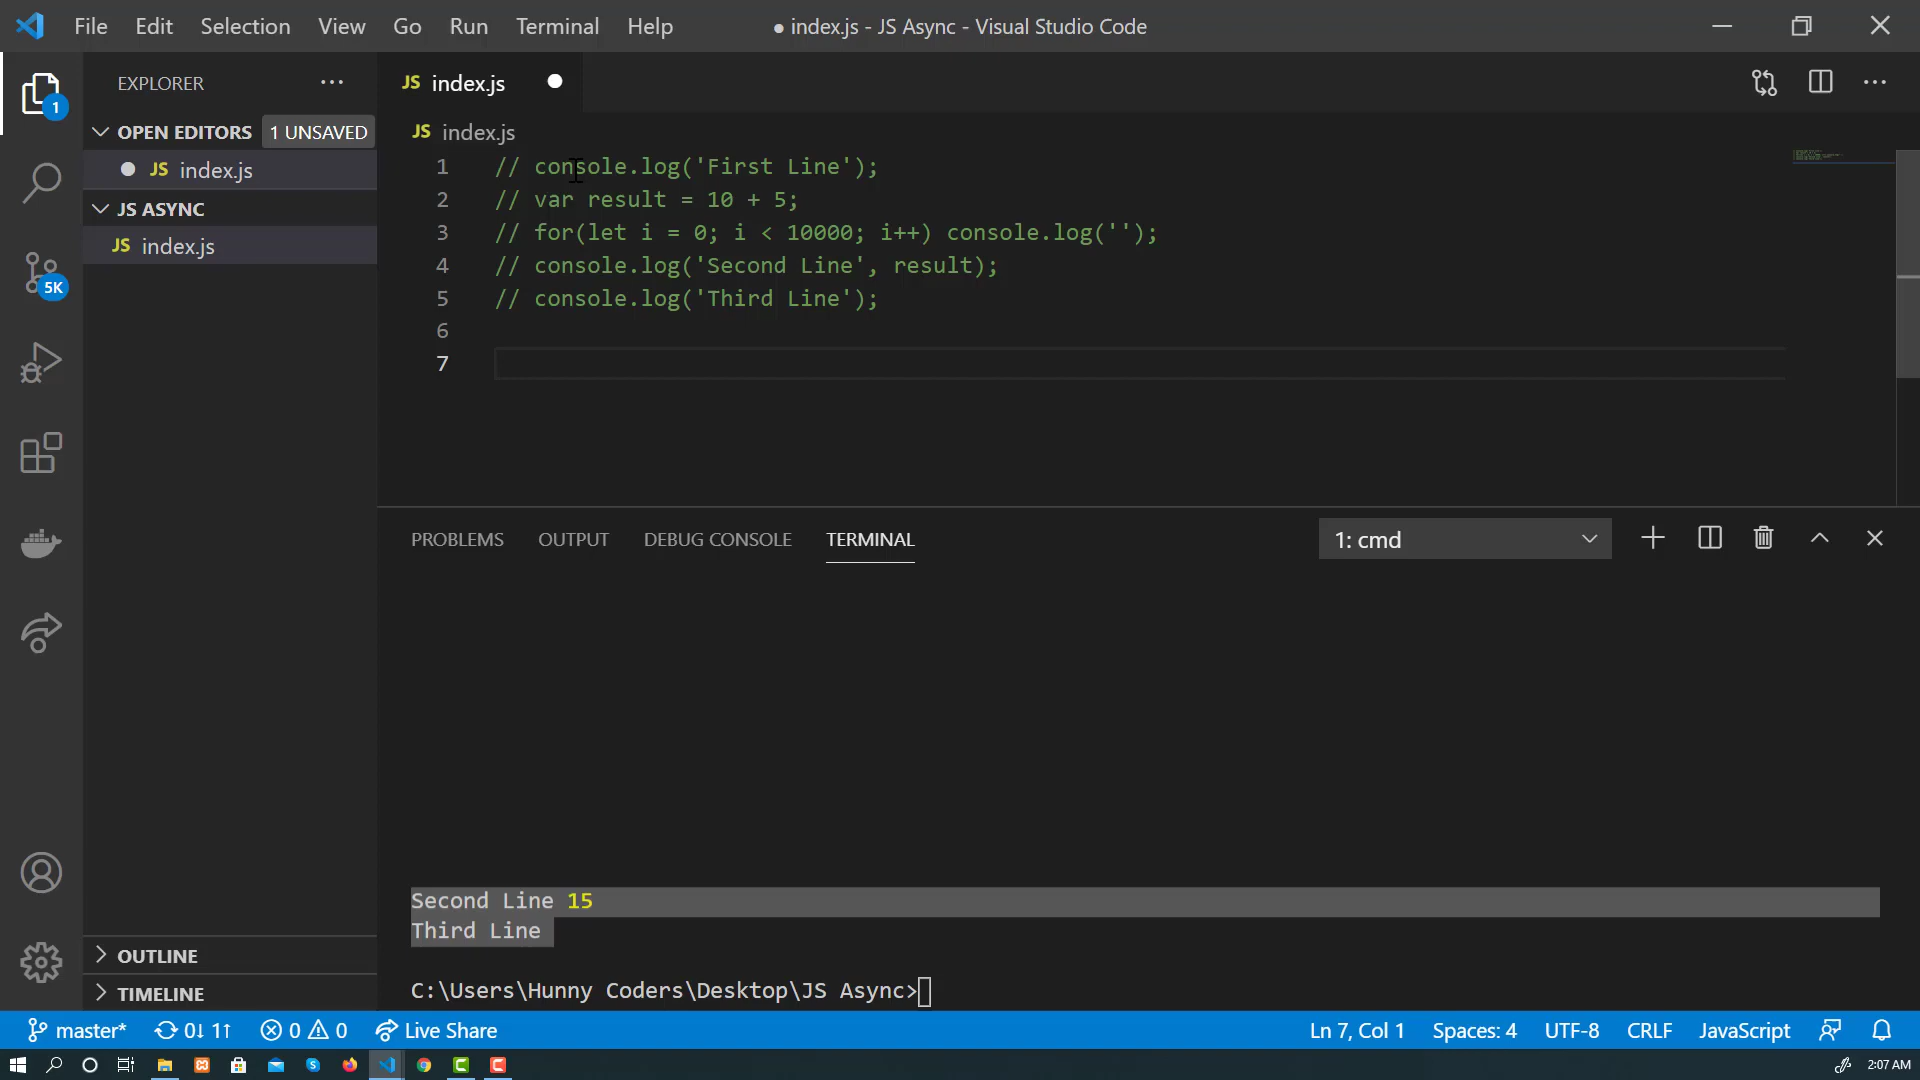 File Edit Selection View Go Run Terminal Help
● index.js - JS Async - Visual Studio Code
EXPLORER
JS index.js
1
OPEN EDITORS 1 UNSAVED
JS index.js
JS index.js
JS ASYNC
JS index.js
5K
1 // console.log('First Line');
2 // var result = 10 + 5;
3 // for(let i = 0; i < 10000; i++) console.log('');
4 // console.log('Second Line', result);
5 // console.log('Third Line');
6
7
PROBLEMS OUTPUT DEBUG CONSOLE TERMINAL
1: cmd
Second Line 15
Third Line
C:\Users\Hunny Coders\Desktop\JS Async>
OUTLINE
TIMELINE
master* 0↓ 1↑ 0 0 Live Share
Ln 7, Col 1 Spaces: 4 UTF-8 CRLF JavaScript
2:07 AM